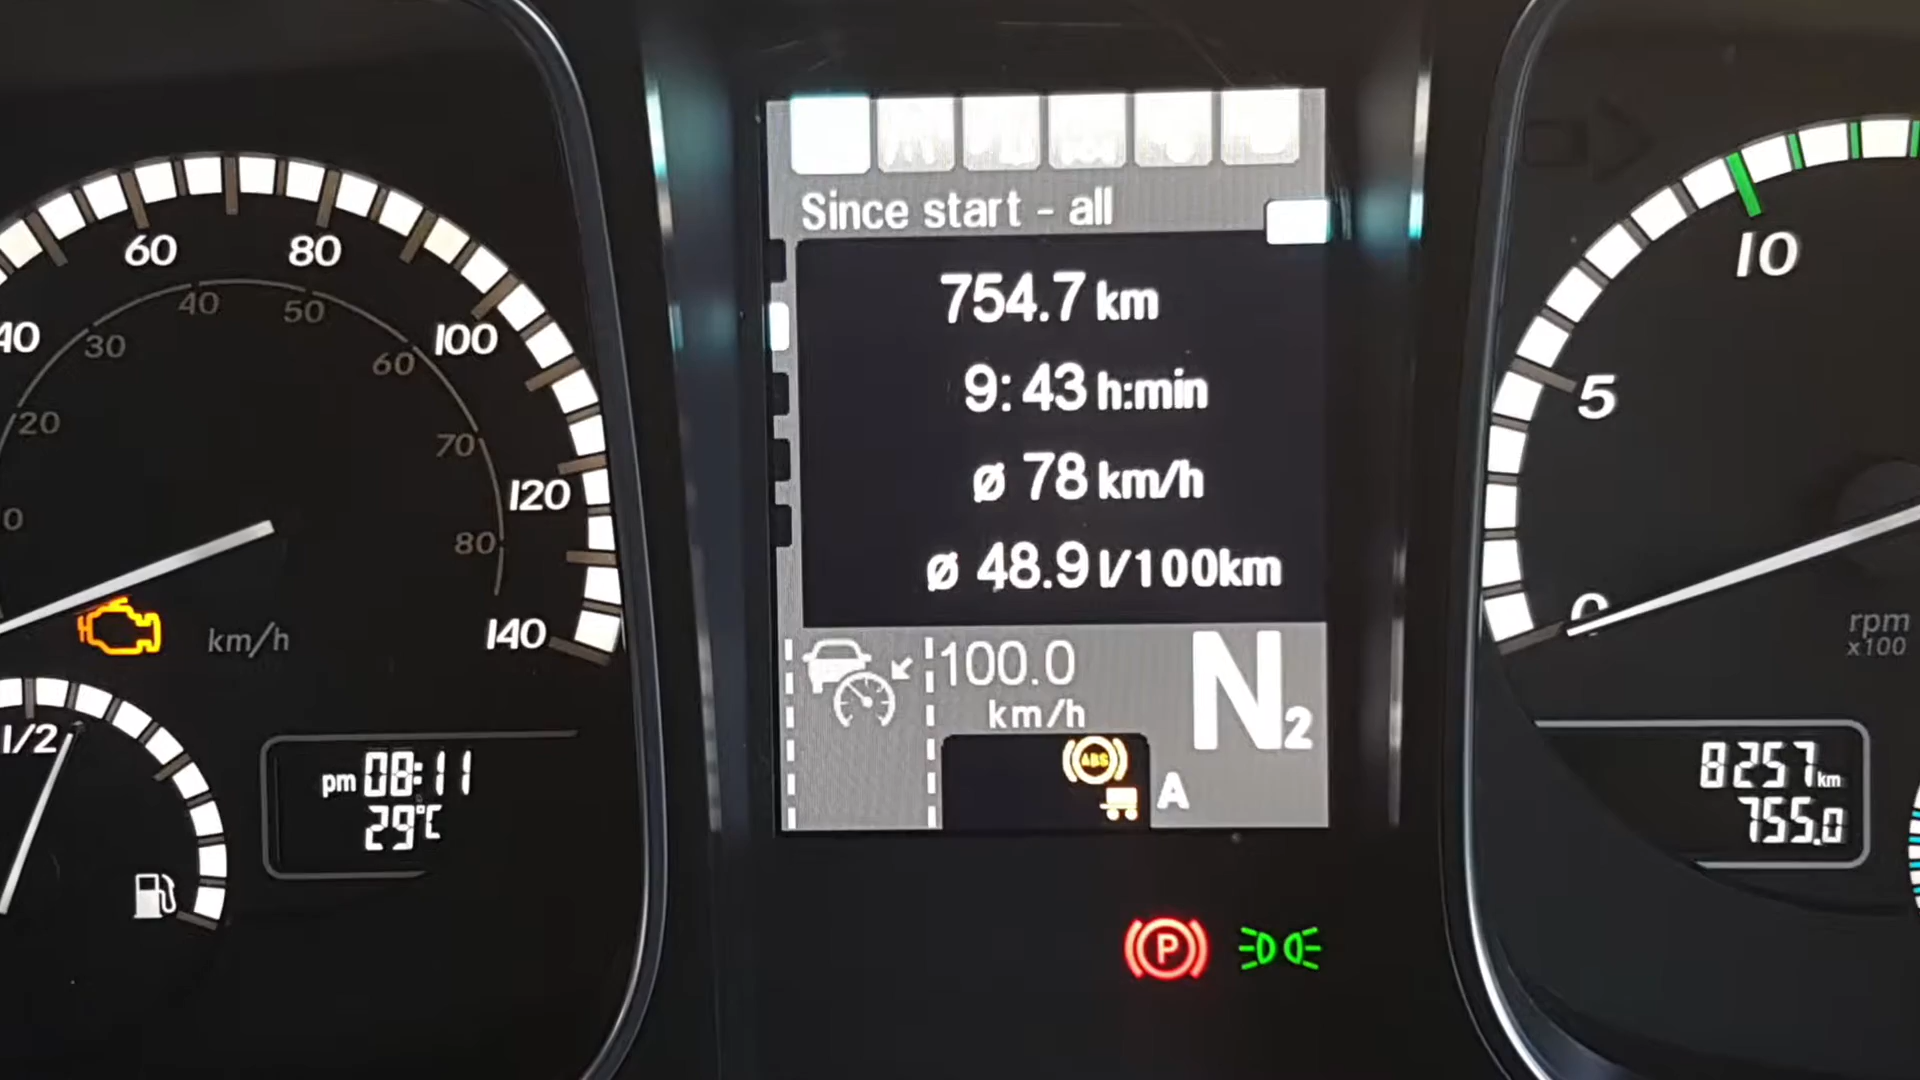 Since start - all
754.7 km
9:43 h:min
ø 78 km/h
ø 48.9 l/100km
100.0
km/h
N2
A
ABS
P
40
60
80
100
120
140
20
30
40
50
60
70
80
0
km/h
1/2
pm 08:11
29°C
10
5
0
rpm
x100
8257 km
755.0